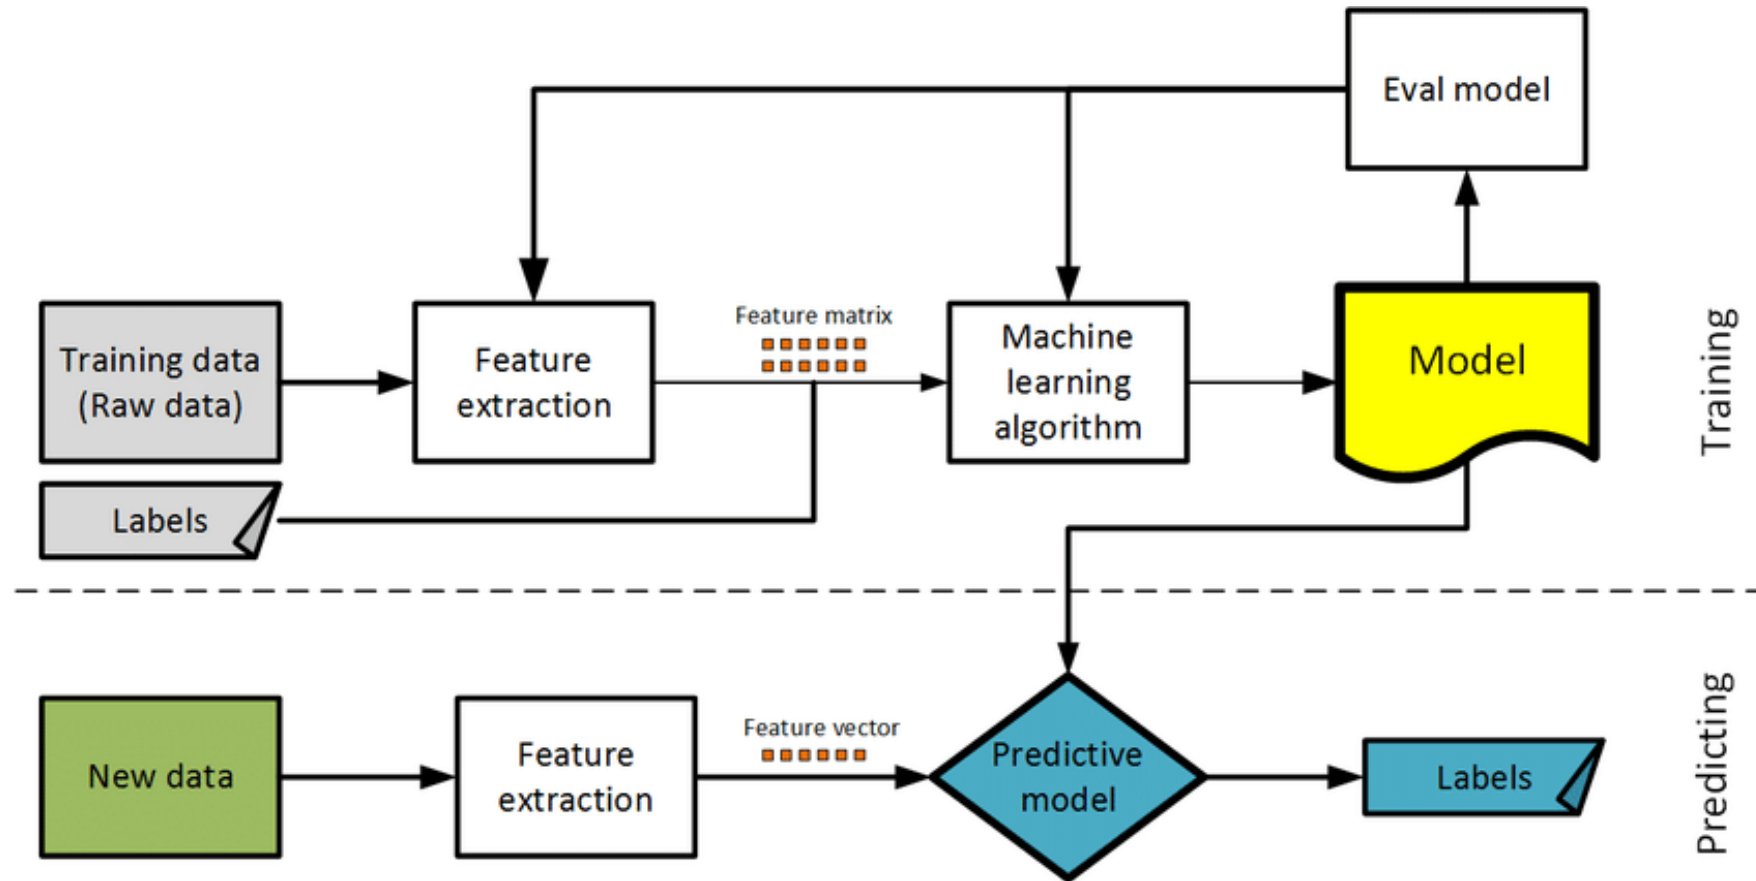 Eval model
Training data
(Raw data)
Feature
extraction
Feature matrix
Machine
learning
algorithm
Model
Training
Labels
New data
Feature
extraction
Feature vector
Predictive
model
Labels
Predicting